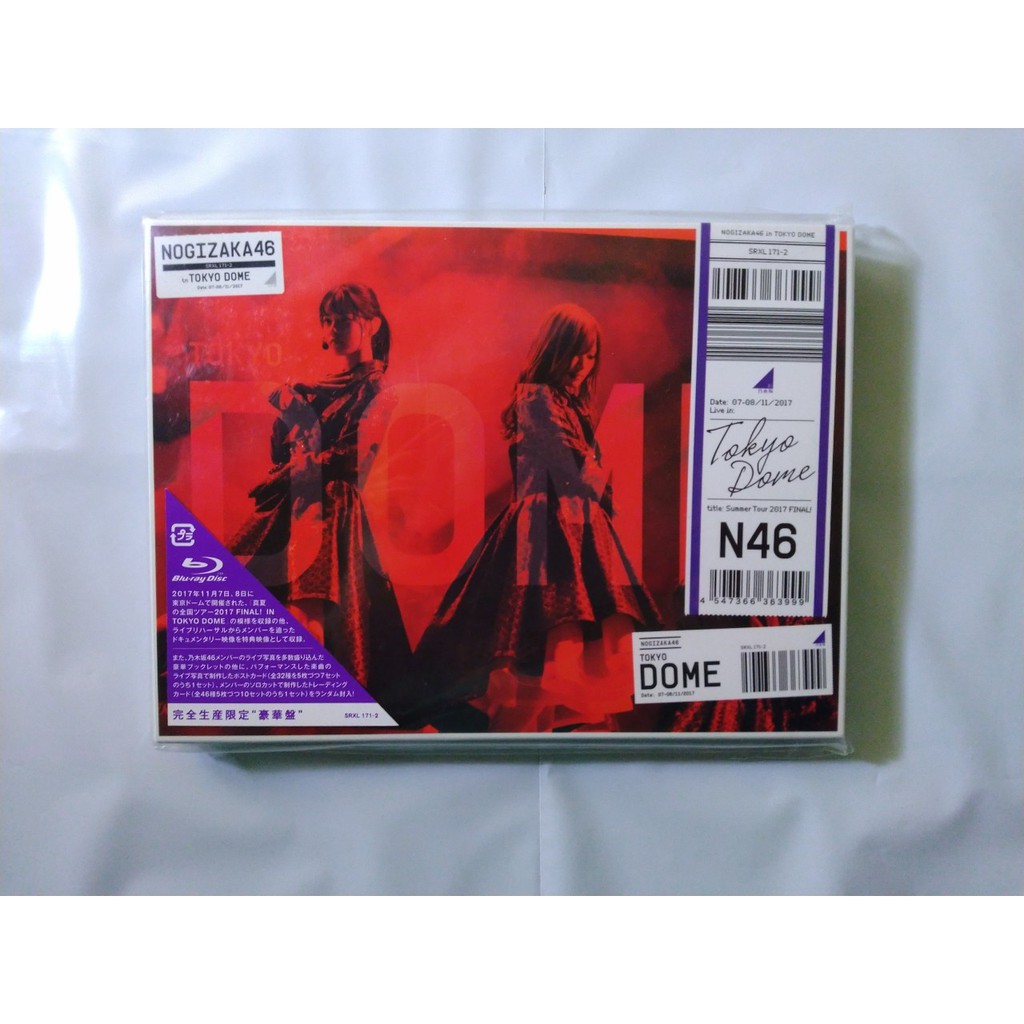 NOGIZAKA46
SRXL 171-2
in TOKYO DOME
Date: 07-08/11/2017
TOKYO
DOM
NOGIZAKA46 in TOKYO DOME
SRXL 171-2
乃木坂
Date: 07-08/11/2017
Live in:
Tokyo
Dome
title: Summer Tour 2017 FINAL!
N46
4 547366 363999
NOGIZAKA46
TOKYO
DOME
Date: 07-08/11/2017
SRXL 171-2
プラ
Blu-ray Disc
2017年11月7日、8日に
東京ドームで開催された、「真夏
の全国ツアー2017 FINAL! IN
TOKYO DOME」の模様を収録の他、
ライブリハーサルからメンバーを追った
ドキュメンタリー映像を特典映像として収録。
また、乃木坂46メンバーのライブ写真を多数盛り込んだ
豪華ブックレットの他に、パフォーマンスした楽曲の
ライブ写真で制作したポストカード(全32種を5枚づつ7セット
のうち1セット)、メンバーのソロカットで制作したトレーディング
カード(全46種5枚づつ10セットのうち1セット)をランダム封入!
完全生産限定"豪華盤"
SRXL 171-2